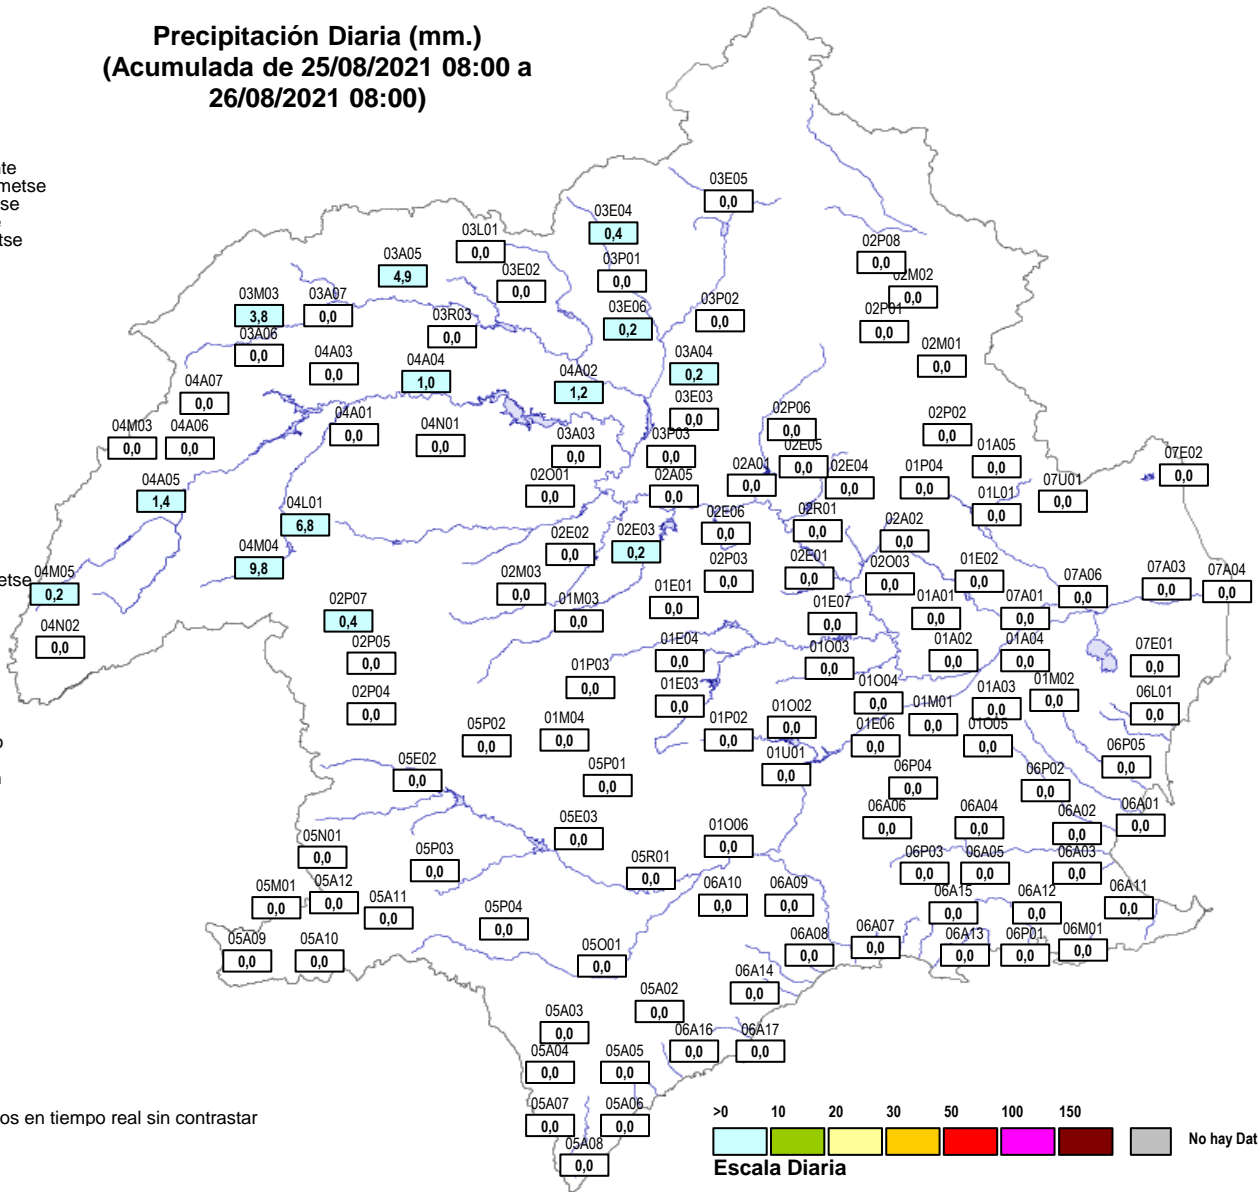 Precipitación Diaria (mm.)
(Acumulada de 25/08/2021 08:00 a
26/08/2021 08:00)
te
metse
se
tse
03E05
0,0
03E04
0,4
03L01
0,0
02P08
0,0
03A05
4,9
03P01
0,0
03E02
0,0
02M02
0,0
03M03
3,8
03A07
0,0
03E06
0,2
03P02
0,0
02P01
0,0
03R03
0,0
03A06
0,0
04A03
0,0
04A04
1,0
04A02
1,2
03A04
0,2
02M01
0,0
04A07
0,0
03E03
0,0
04M03
0,0
04A06
0,0
04A01
0,0
04N01
0,0
03A03
0,0
03P03
0,0
02P06
0,0
02P02
0,0
02E05
0,0
01A05
0,0
07E02
0,0
04A05
1,4
02O01
0,0
02A05
0,0
02A01
0,0
02E04
0,0
01P04
0,0
07U01
0,0
04L01
6,8
01L01
0,0
02E06
0,0
02R01
0,0
02A02
0,0
04M04
9,8
02E02
0,0
02E03
0,2
etse
04M05
0,2
02M03
0,0
02P03
0,0
02E01
0,0
02O03
0,0
01E02
0,0
07A06
0,0
07A03
0,0
07A04
0,0
02P07
0,4
01M03
0,0
01E01
0,0
01E07
0,0
01A01
0,0
07A01
0,0
04N02
0,0
02P05
0,0
01E04
0,0
01O03
0,0
01A02
0,0
01A04
0,0
07E01
0,0
01P03
0,0
01E03
0,0
01O04
0,0
01A03
0,0
01M02
0,0
06L01
0,0
02P04
0,0
05P02
0,0
01M04
0,0
01P02
0,0
01O02
0,0
01E06
0,0
01M01
0,0
01O05
0,0
05E02
0,0
05P01
0,0
01U01
0,0
06P04
0,0
06P02
0,0
06P05
0,0
05E03
0,0
01O06
0,0
06A06
0,0
06A04
0,0
06A02
0,0
06A01
0,0
05N01
0,0
05P03
0,0
05R01
0,0
06P03
0,0
06A05
0,0
06A03
0,0
05M01
0,0
05A12
0,0
05A11
0,0
05P04
0,0
06A10
0,0
06A09
0,0
06A15
0,0
06A12
0,0
06A11
0,0
05A09
0,0
05A10
0,0
05O01
0,0
06A08
0,0
06A07
0,0
06A13
0,0
06P01
0,0
06M01
0,0
05A02
0,0
06A14
0,0
05A03
0,0
06A16
0,0
06A17
0,0
05A04
0,0
05A05
0,0
05A07
0,0
05A06
0,0
05A08
0,0
os en tiempo real sin contrastar
>0 10 20 30 50 100 150
No hay Dat
Escala Diaria